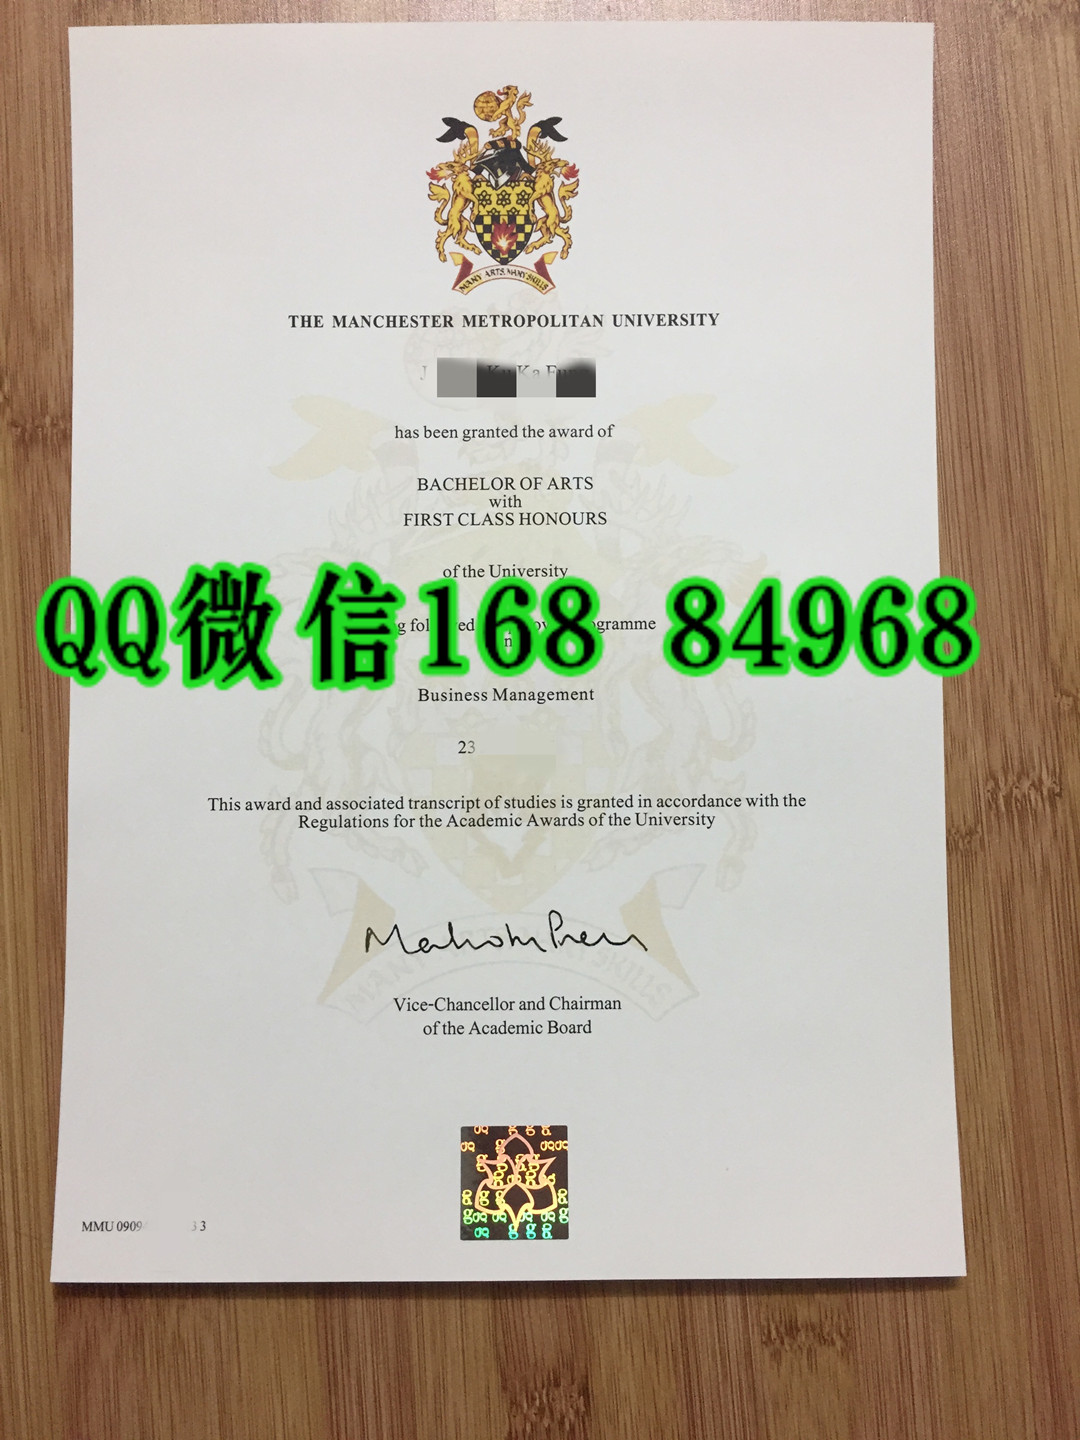 MANY ARTS. MANY SKILLS
THE MANCHESTER METROPOLITAN UNIVERSITY
J Ka
has been granted the award of
BACHELOR OF ARTS
with
FIRST CLASS HONOURS
of the University
QQ微信168 84968
Business Management
23
This award and associated transcript of studies is granted in accordance with the
Regulations for the Academic Awards of the University
Vice-Chancellor and Chairman
of the Academic Board
MMU 0909 33